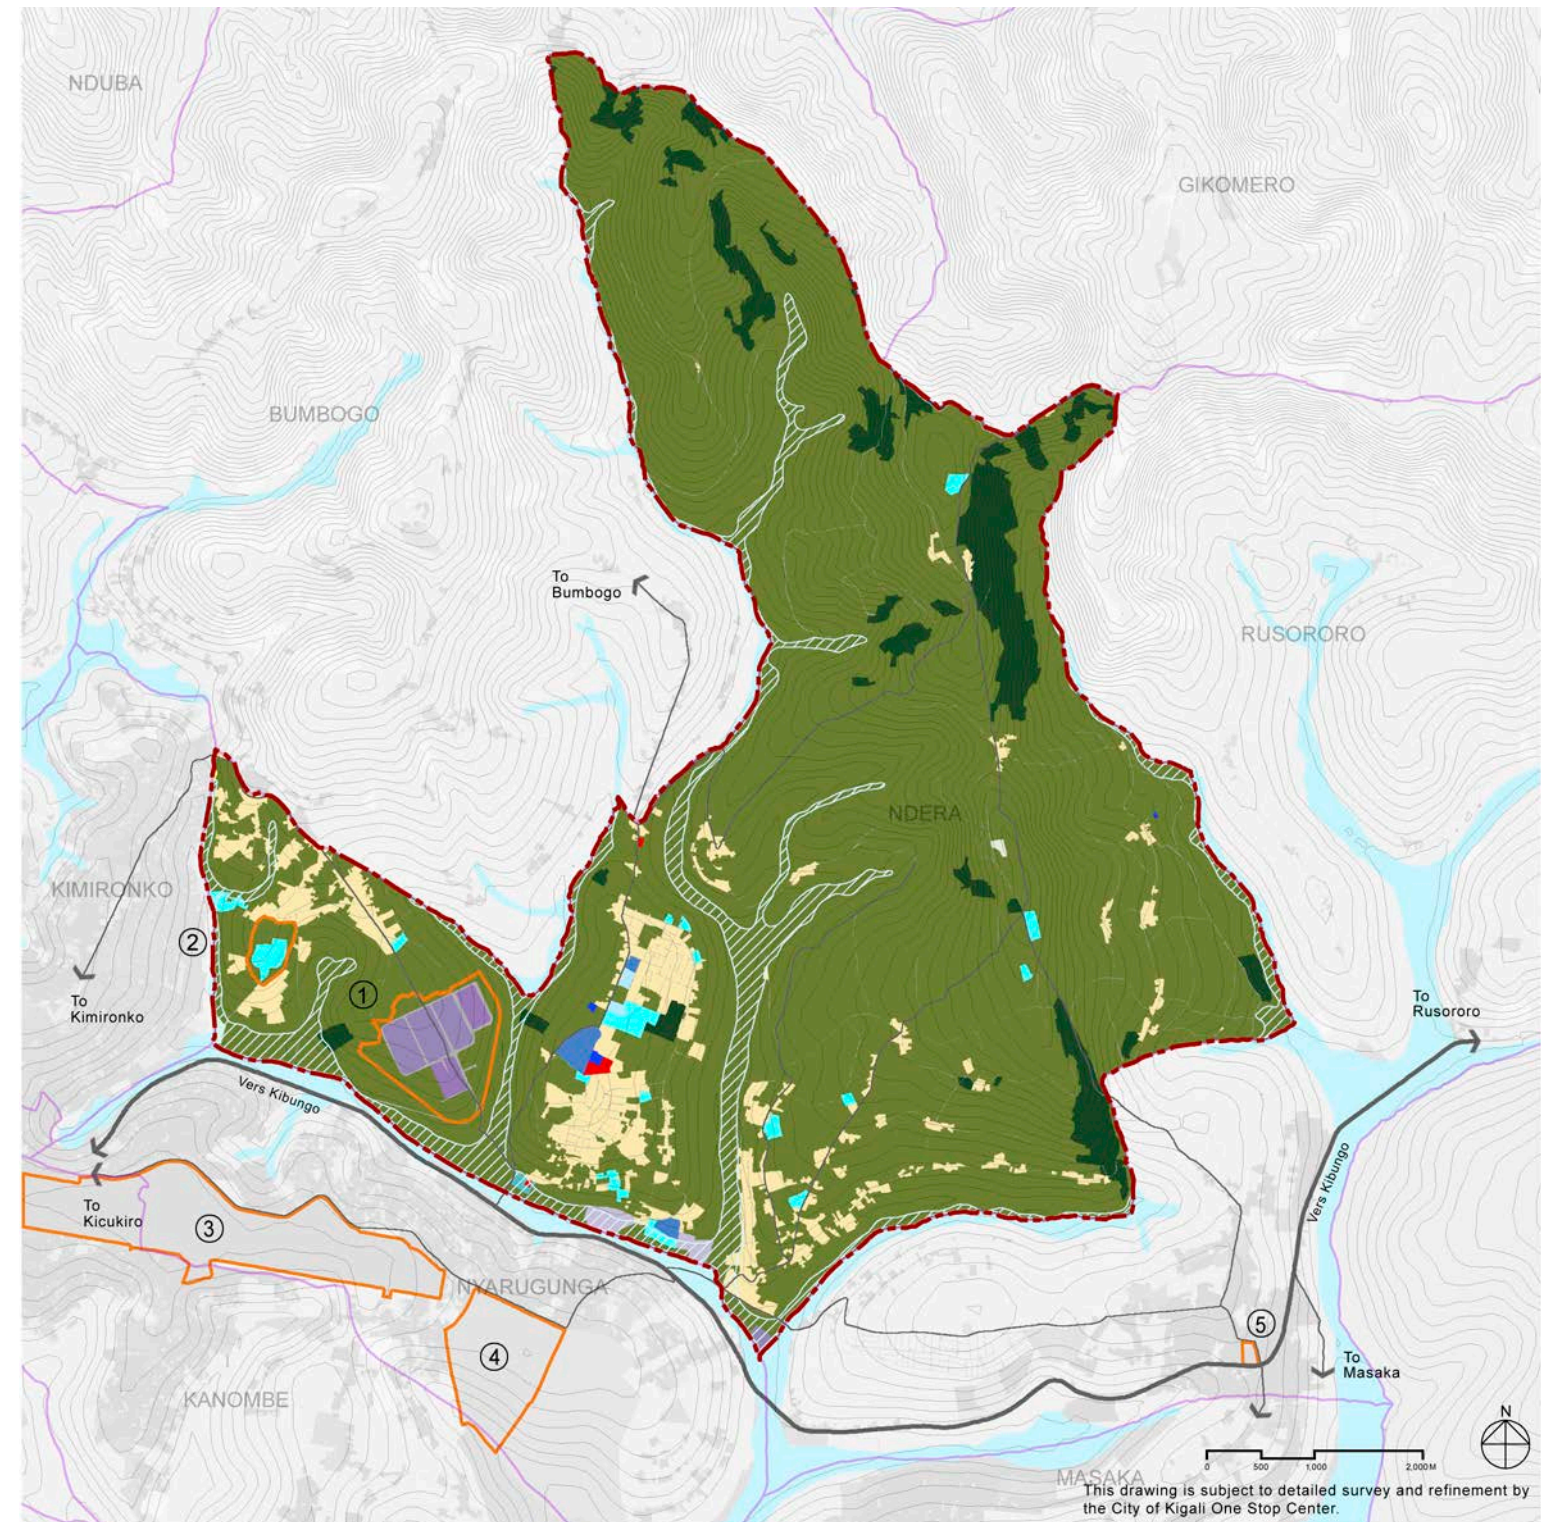 NDUBA
GIKOMERO
BUMBOGO
To
Bumbogo
RUSORORO
NDERA
KIMIRONKO
2
1
To
Kimironko
To
Rusororo
Vers Kibungo
Vers Kibungo
To
Kicukiro
3
NYARUGUNGA
4
5
To
Masaka
KANOMBE
N
0 500 1,000 2,000M
MASAKA
This drawing is subject to detailed survey and refinement by
the City of Kigali One Stop Center.